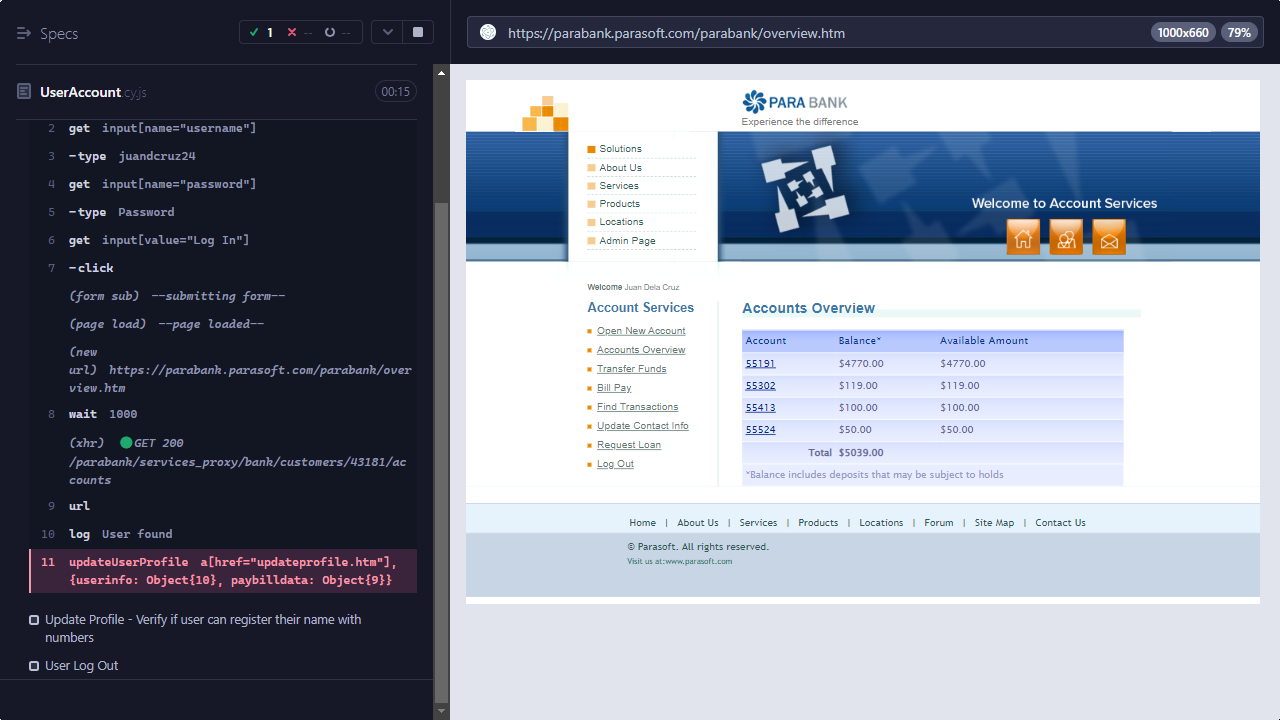 Specs
1
--
--
UserAccount.cy.js
00:15
2 get input[name="username"]
3 -type juandcruz24
4 get input[name="password"]
5 -type Password
6 get input[value="Log In"]
7 -click
(form sub) --submitting form--
(page load) --page loaded--
(new
url) https://parabank.parasoft.com/parabank/over
view.htm
8 wait 1000
(xhr) GET 200
/parabank/services_proxy/bank/customers/43181/ac
counts
9 url
10 log User found
11 updateUserProfile a[href="updateprofile.htm"],
{userinfo: Object{10}, paybilldata: Object{9}}
Update Profile - Verify if user can register their name with
numbers
User Log Out
https://parabank.parasoft.com/parabank/overview.htm
1000x660
79%
PARA BANK
Experience the difference
Solutions
About Us
Services
Products
Locations
Admin Page
Welcome to Account Services
Welcome Juan Dela Cruz
Account Services
Open New Account
Accounts Overview
Transfer Funds
Bill Pay
Find Transactions
Update Contact Info
Request Loan
Log Out
Accounts Overview
Account Balance* Available Amount
55191 $4770.00 $4770.00
55302 $119.00 $119.00
55413 $100.00 $100.00
55524 $50.00 $50.00
Total $5039.00
*Balance includes deposits that may be subject to holds
Home | About Us | Services | Products | Locations | Forum | Site Map | Contact Us
© Parasoft. All rights reserved.
Visit us at:www.parasoft.com